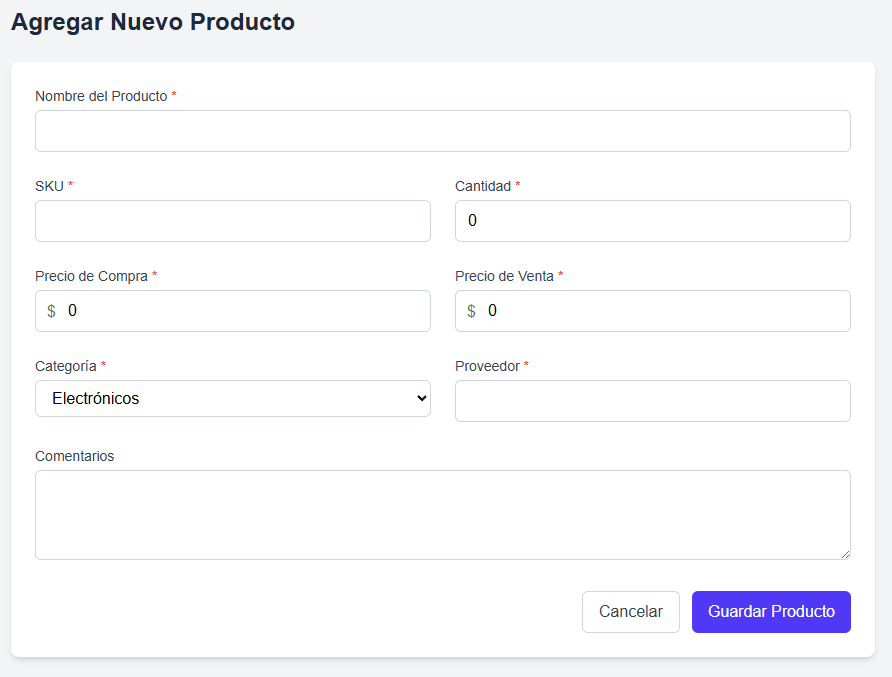 Agregar Nuevo Producto
Nombre del Producto *
SKU * Cantidad *
0
Precio de Compra * Precio de Venta *
$ 0 $ 0
Categoría * Proveedor *
Electrónicos
Comentarios
Cancelar Guardar Producto